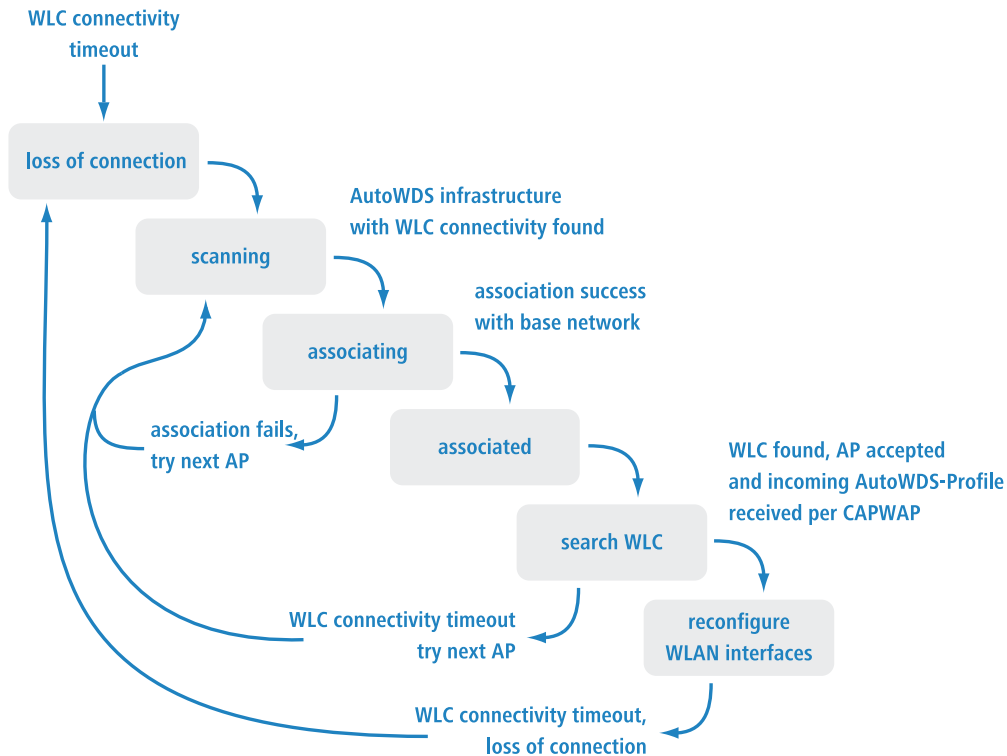 WLC connectivity
timeout
loss of connection
AutoWDS infrastructure
with WLC connectivity found
scanning
association success
with base network
associating
association fails,
try next AP
associated
WLC found, AP accepted
and incoming AutoWDS-Profile
received per CAPWAP
search WLC
WLC connectivity timeout
try next AP
reconfigure
WLAN interfaces
WLC connectivity timeout,
loss of connection